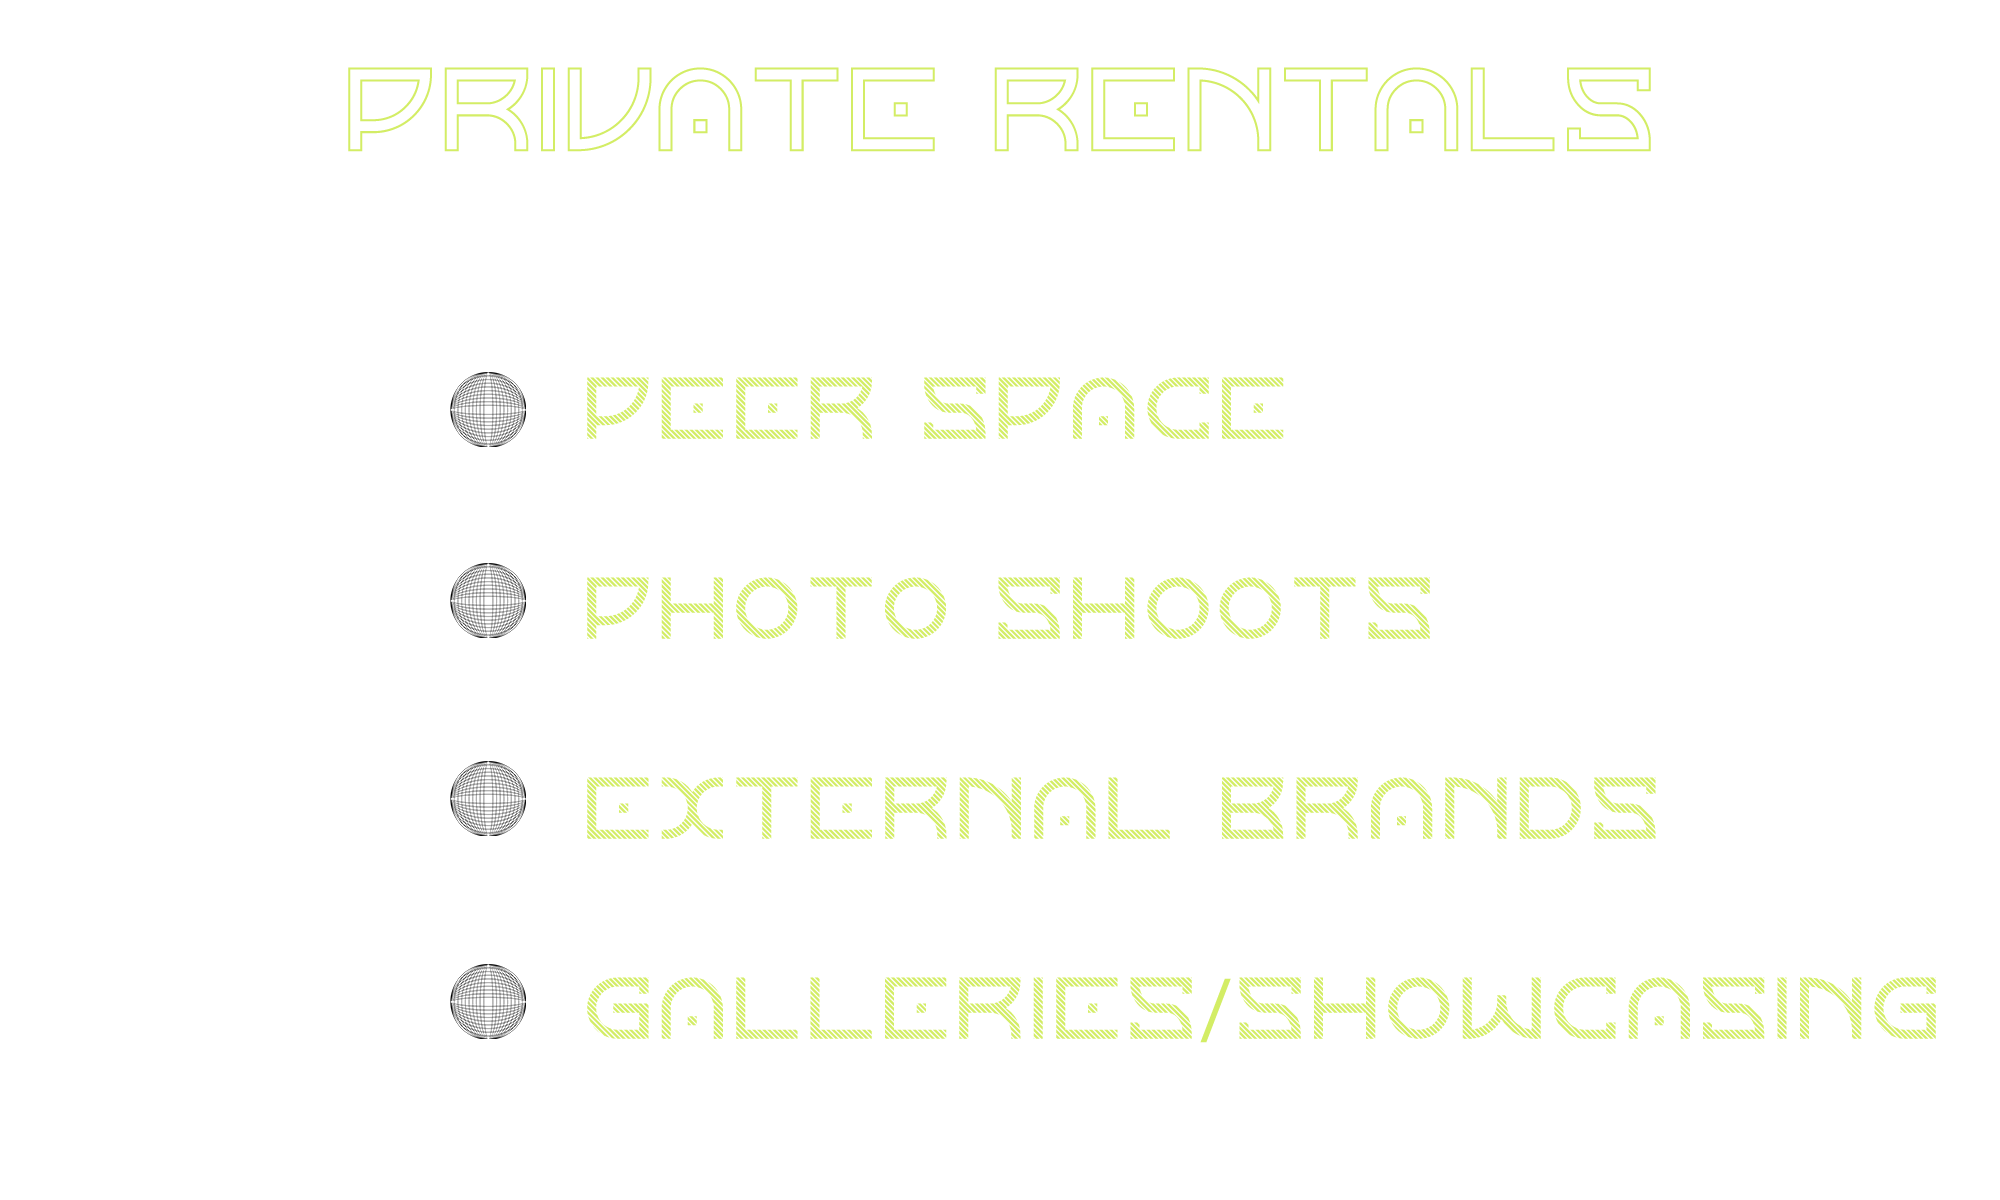 PRIVATE RENTALS
PEER SPACE
PHOTO SHOOTS
EXTERNAL BRANDS
GALLERIES/SHOWCASING